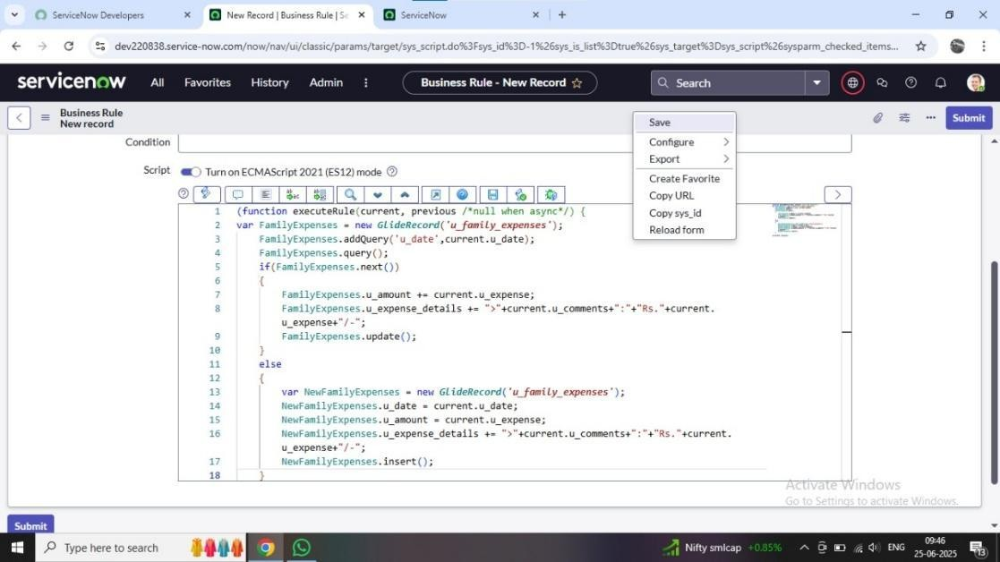 ServiceNow Developers
New Record | Business Rule | Se
ServiceNow
dev220838.service-now.com/now/nav/ui/classic/params/target/sys_script.do%3Fsys_id%3D-1%26sys_is_list%3Dtrue%26sys_target%3Dsys_script%26sysparm_checked_items...
servicenow
All
Favorites
History
Admin
Business Rule - New Record
Search
Business Rule
New record
Submit
Condition
Script
Turn on ECMAScript 2021 (ES12) mode
Save
Configure
Export
Create Favorite
Copy URL
Copy sys_id
Reload form
1 (function executeRule(current, previous /*null when async*/) {
2 var FamilyExpenses = new GlideRecord('u_family_expenses');
3 FamilyExpenses.addQuery('u_date',current.u_date);
4 FamilyExpenses.query();
5 if(FamilyExpenses.next())
6 {
7 FamilyExpenses.u_amount += current.u_expense;
8 FamilyExpenses.u_expense_details += ">"+current.u_comments+":"+"Rs."+current.
u_expense+"/-";
9 FamilyExpenses.update();
10 }
11 else
12 {
13 var NewFamilyExpenses = new GlideRecord('u_family_expenses');
14 NewFamilyExpenses.u_date = current.u_date;
15 NewFamilyExpenses.u_amount = current.u_expense;
16 NewFamilyExpenses.u_expense_details += ">"+current.u_comments+":"+"Rs."+current.
u_expense+"/-";
17 NewFamilyExpenses.insert();
18 }
Activate Windows
Go to Settings to activate Windows.
Submit
Type here to search
Nifty smlcap +0.85%
ENG
09:46
25-06-2025
13